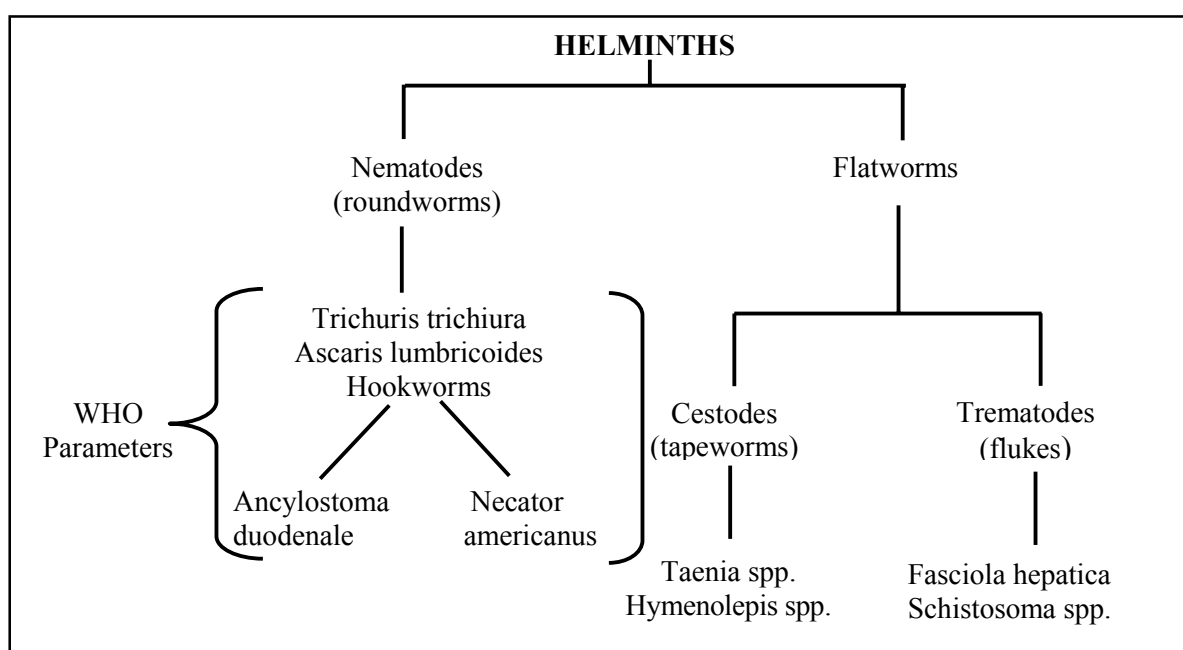 HELMINTHS
Nematodes
(roundworms)
Flatworms
Trichuris trichiura
Ascaris lumbricoides
Hookworms
WHO
Parameters
Ancylostoma
duodenale
Necator
americanus
Cestodes
(tapeworms)
Trematodes
(flukes)
Taenia spp.
Hymenolepis spp.
Fasciola hepatica
Schistosoma spp.